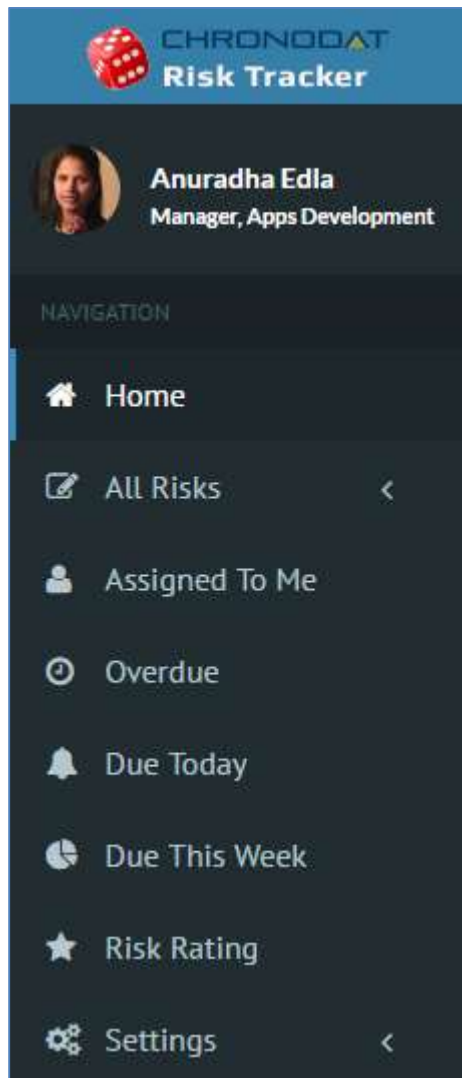 CHRONODAT
Risk Tracker
Anuradha Edla
Manager, Apps Development
NAVIGATION
Home
All Risks
Assigned To Me
Overdue
Due Today
Due This Week
Risk Rating
Settings